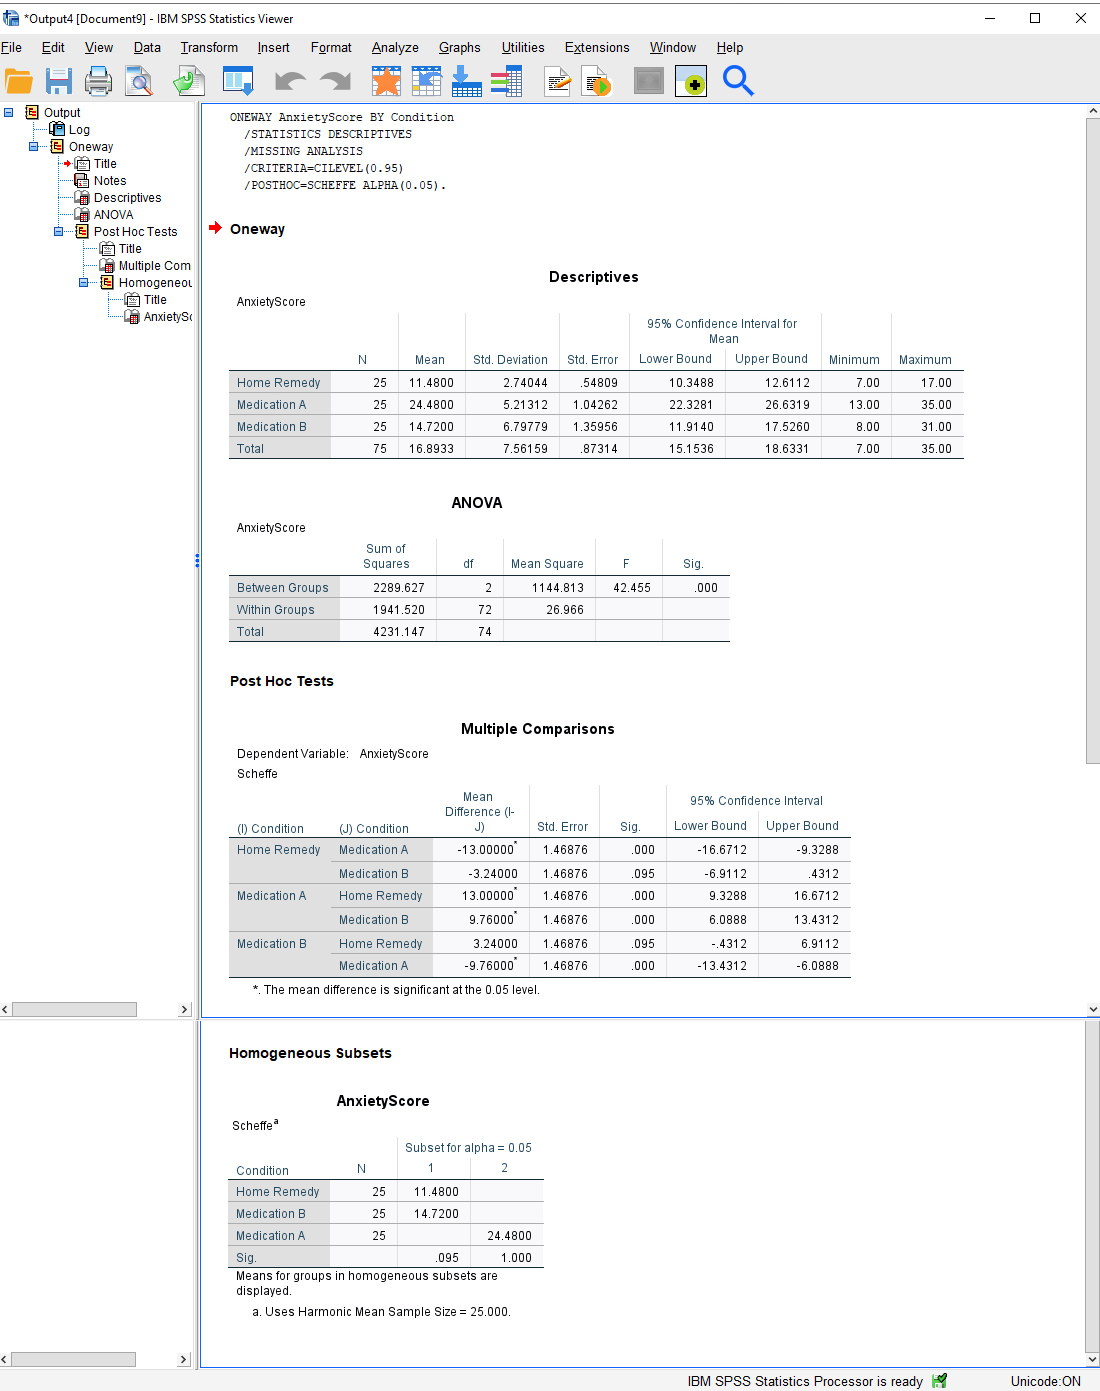 *Output4 [Document9] - IBM SPSS Statistics Viewer
File Edit View Data Transform Insert Format Analyze Graphs Utilities Extensions Window Help
Output
Log
Oneway
Title
Notes
Descriptives
ANOVA
Post Hoc Tests
Title
Multiple Com
Homogeneou
Title
AnxietySc
ONEWAY AnxietyScore BY Condition
/STATISTICS DESCRIPTIVES
/MISSING ANALYSIS
/CRITERIA=CILEVEL(0.95)
/POSTHOC=SCHEFFE ALPHA(0.05).
Oneway
Descriptives
AnxietyScore
95% Confidence Interval for
Mean
N Mean Std. Deviation Std. Error Lower Bound Upper Bound Minimum Maximum
Home Remedy 25 11.4800 2.74044 .54809 10.3488 12.6112 7.00 17.00
Medication A 25 24.4800 5.21312 1.04262 22.3281 26.6319 13.00 35.00
Medication B 25 14.7200 6.79779 1.35956 11.9140 17.5260 8.00 31.00
Total 75 16.8933 7.56159 .87314 15.1536 18.6331 7.00 35.00
ANOVA
AnxietyScore
Sum of
Squares df Mean Square F Sig.
Between Groups 2289.627 2 1144.813 42.455 .000
Within Groups 1941.520 72 26.966
Total 4231.147 74
Post Hoc Tests
Multiple Comparisons
Dependent Variable: AnxietyScore
Scheffe
Mean
Difference (I-
95% Confidence Interval
(I) Condition (J) Condition J) Std. Error Sig. Lower Bound Upper Bound
Home Remedy Medication A -13.00000* 1.46876 .000 -16.6712 -9.3288
Medication B -3.24000 1.46876 .095 -6.9112 .4312
Medication A Home Remedy 13.00000* 1.46876 .000 9.3288 16.6712
Medication B 9.76000* 1.46876 .000 6.0888 13.4312
Medication B Home Remedy 3.24000 1.46876 .095 -.4312 6.9112
Medication A -9.76000* 1.46876 .000 -13.4312 -6.0888
*. The mean difference is significant at the 0.05 level.
Homogeneous Subsets
AnxietyScore
Scheffe^a
Subset for alpha = 0.05
Condition N 1 2
Home Remedy 25 11.4800
Medication B 25 14.7200
Medication A 25 24.4800
Sig. .095 1.000
Means for groups in homogeneous subsets are
displayed.
a. Uses Harmonic Mean Sample Size = 25.000.
IBM SPSS Statistics Processor is ready Unicode:ON